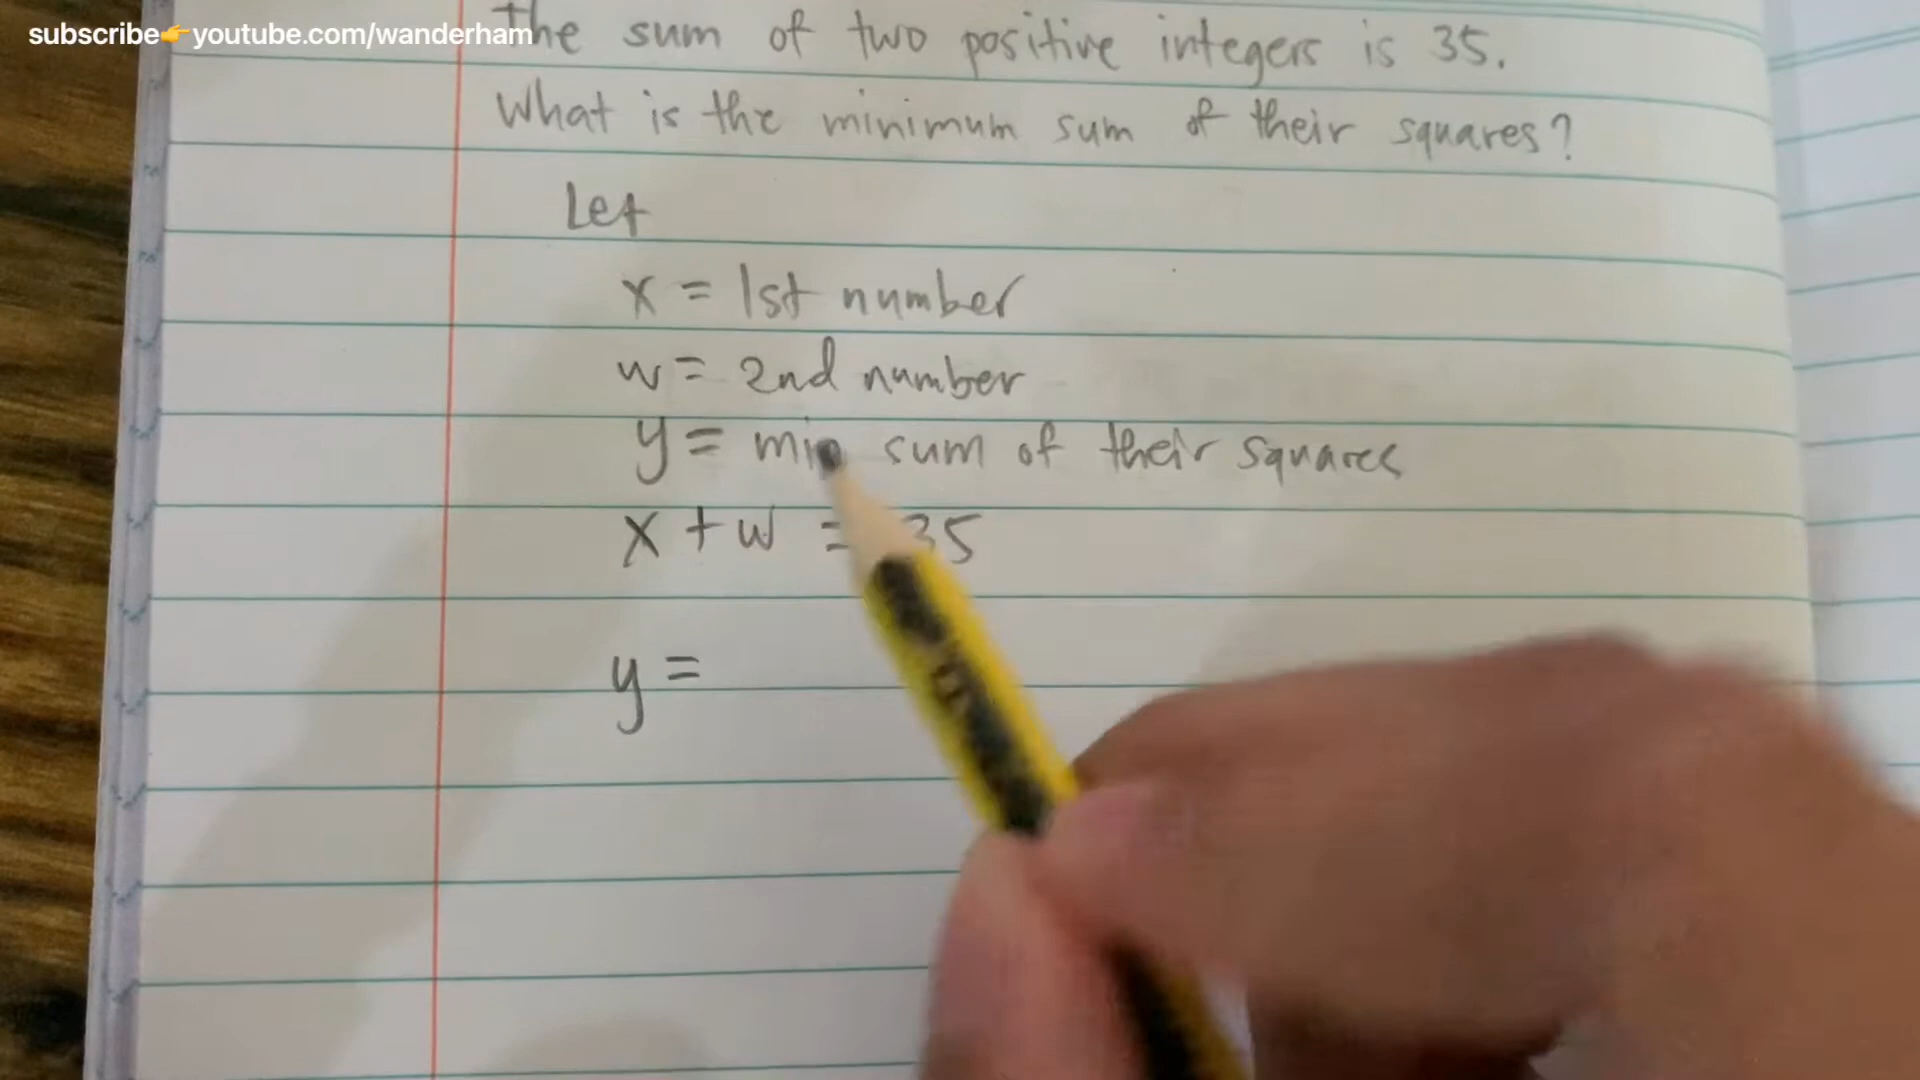 subscribe👉youtube.com/wanderham
The sum of two positive integers is 35.
What is the minimum sum of their squares?
Let
x = 1st number
w = 2nd number
y = min sum of their squares
x + w = 35
y =